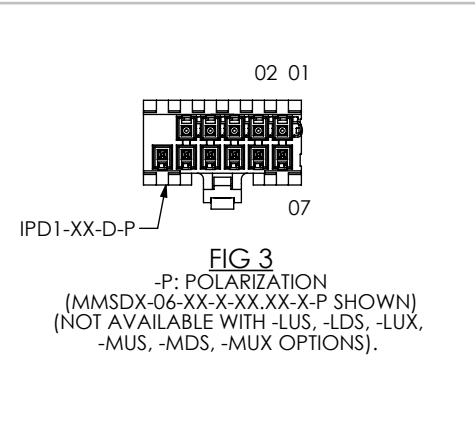 02 01
07
IPD1-XX-D-P
FIG 3
-P: POLARIZATION
(MMSDX-06-XX-X-XX.XX-X-P SHOWN)
(NOT AVAILABLE WITH -LUS, -LDS, -LUX,
-MUS, -MDS, -MUX OPTIONS).